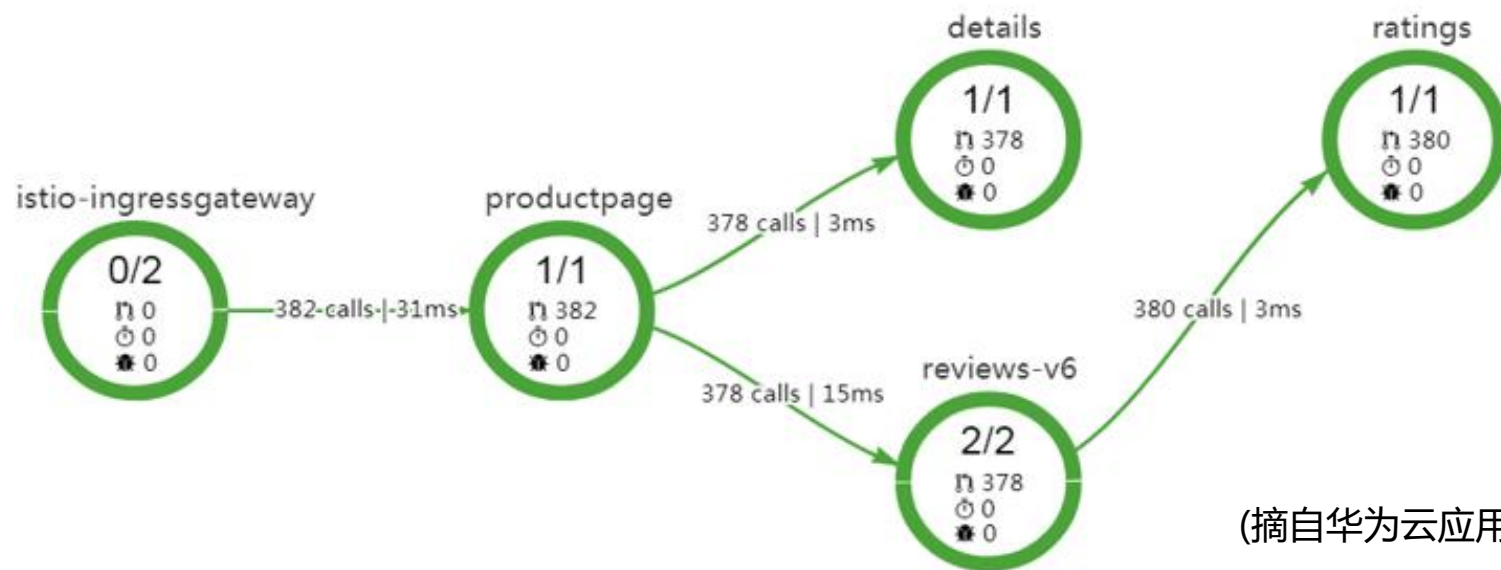 details
1/1
378
0
0
ratings
1/1
380
0
0
istio-ingressgateway
0/2
0
0
0
382 calls | 31ms
productpage
1/1
382
0
0
378 calls | 3ms
378 calls | 15ms
reviews-v6
2/2
378
0
0
380 calls | 3ms
(摘自华为云应用